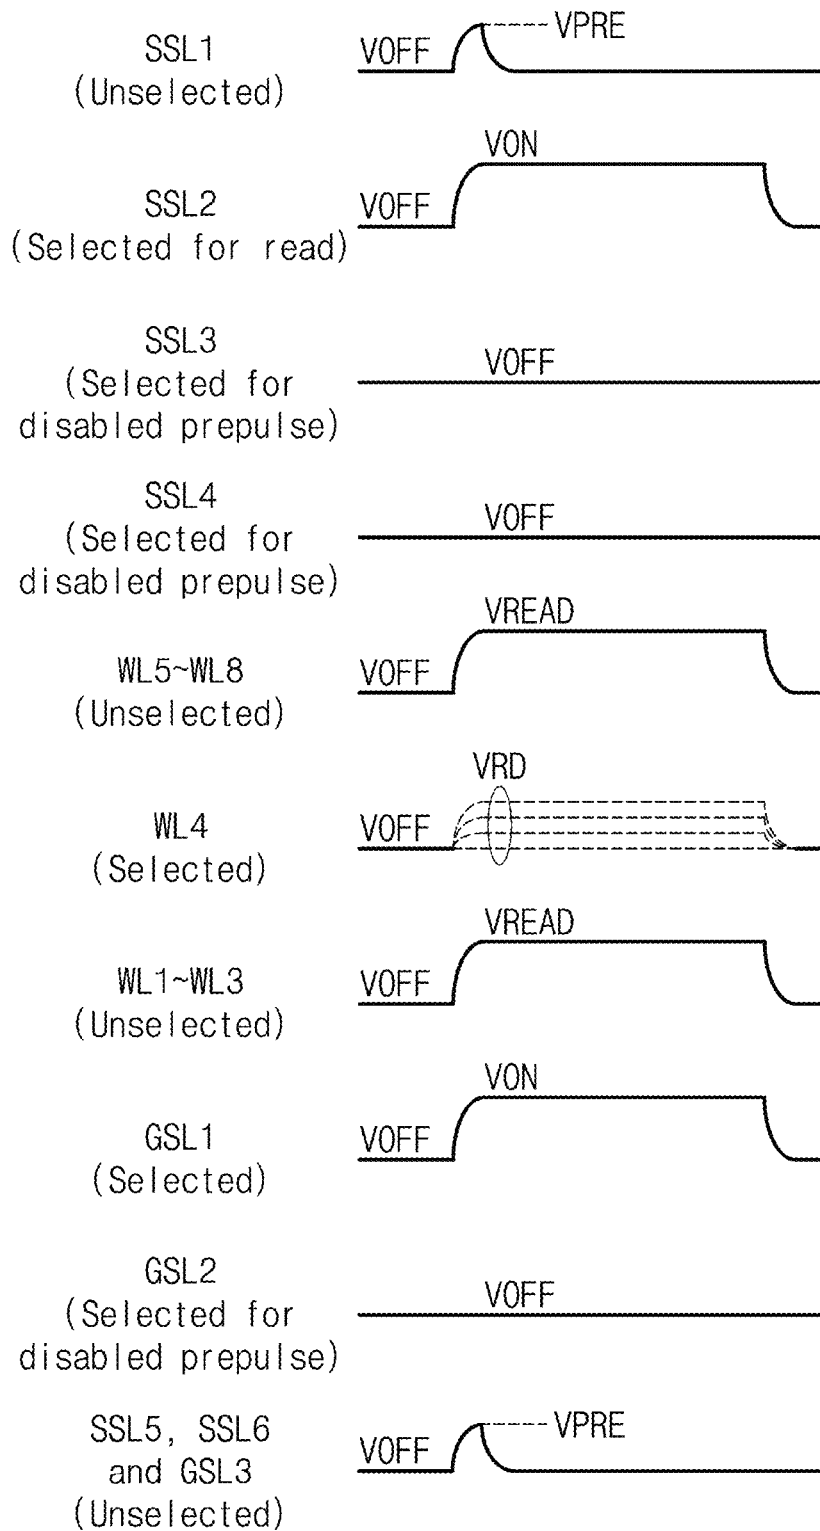 SSL1
(Unselected)
VOFF
VPRE
SSL2
(Selected for read)
VOFF
VON
SSL3
(Selected for
disabled prepulse)
VOFF
SSL4
(Selected for
disabled prepulse)
VOFF
WL5~WL8
(Unselected)
VOFF
VREAD
WL4
(Selected)
VOFF
VRD
WL1~WL3
(Unselected)
VOFF
VREAD
GSL1
(Selected)
VOFF
VON
GSL2
(Selected for
disabled prepulse)
VOFF
SSL5, SSL6
and GSL3
(Unselected)
VOFF
VPRE